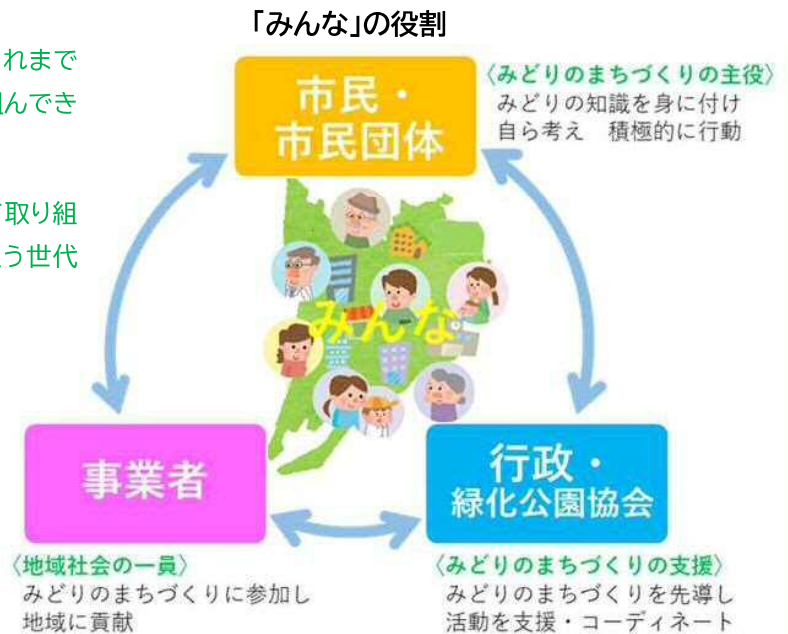 「みんな」の役割
れまで
組んでき
取り組
う世代
市民・
市民団体
〈みどりのまちづくりの主役〉
みどりの知識を身に付け
自ら考え　積極的に行動
みんな
事業者
〈地域社会の一員〉
みどりのまちづくりに参加し
地域に貢献
行政・
緑化公園協会
〈みどりのまちづくりの支援〉
みどりのまちづくりを先導し
活動を支援・コーディネート